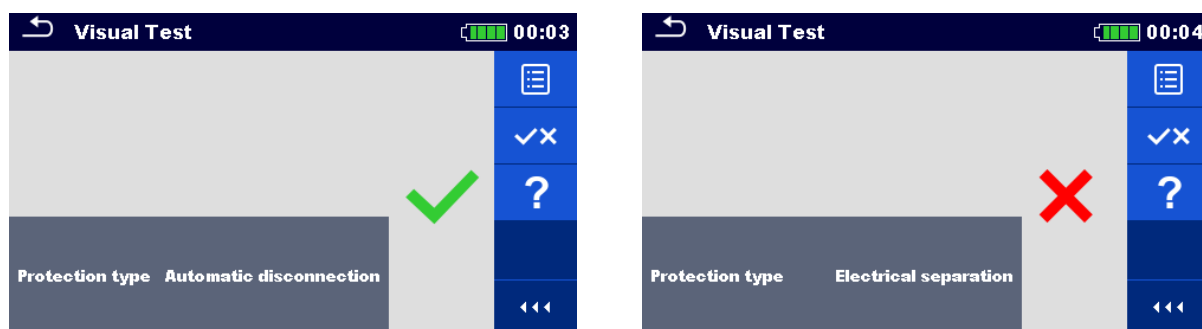 Visual Test 00:03
?
Protection type Automatic disconnection
Visual Test 00:04
?
Protection type Electrical separation